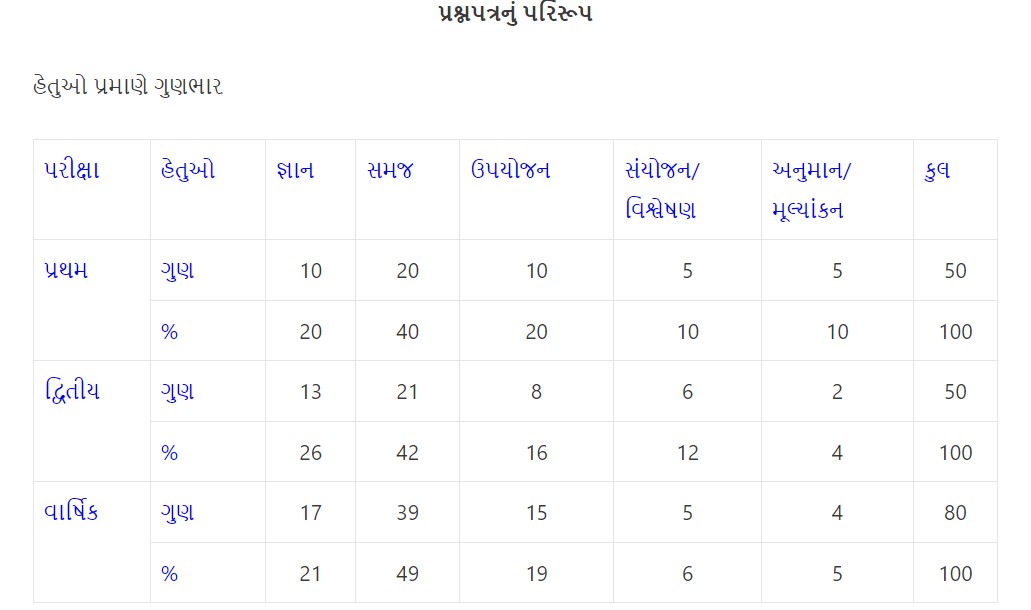 પ્રશ્નપત્રનું પરિરૂપ
હેતુઓ પ્રમાણે ગુણભાર
પરીક્ષા હેતુઓ જ્ઞાન સમજ ઉપયોજન સંયોજન/ અનુમાન/ કુલ
વિશ્લેષણ મૂલ્યાંકન
પ્રથમ ગુણ 10 20 10 5 5 50
% 20 40 20 10 10 100
દ્વિતીય ગુણ 13 21 8 6 2 50
% 26 42 16 12 4 100
વાર્ષિક ગુણ 17 39 15 5 4 80
% 21 49 19 6 5 100